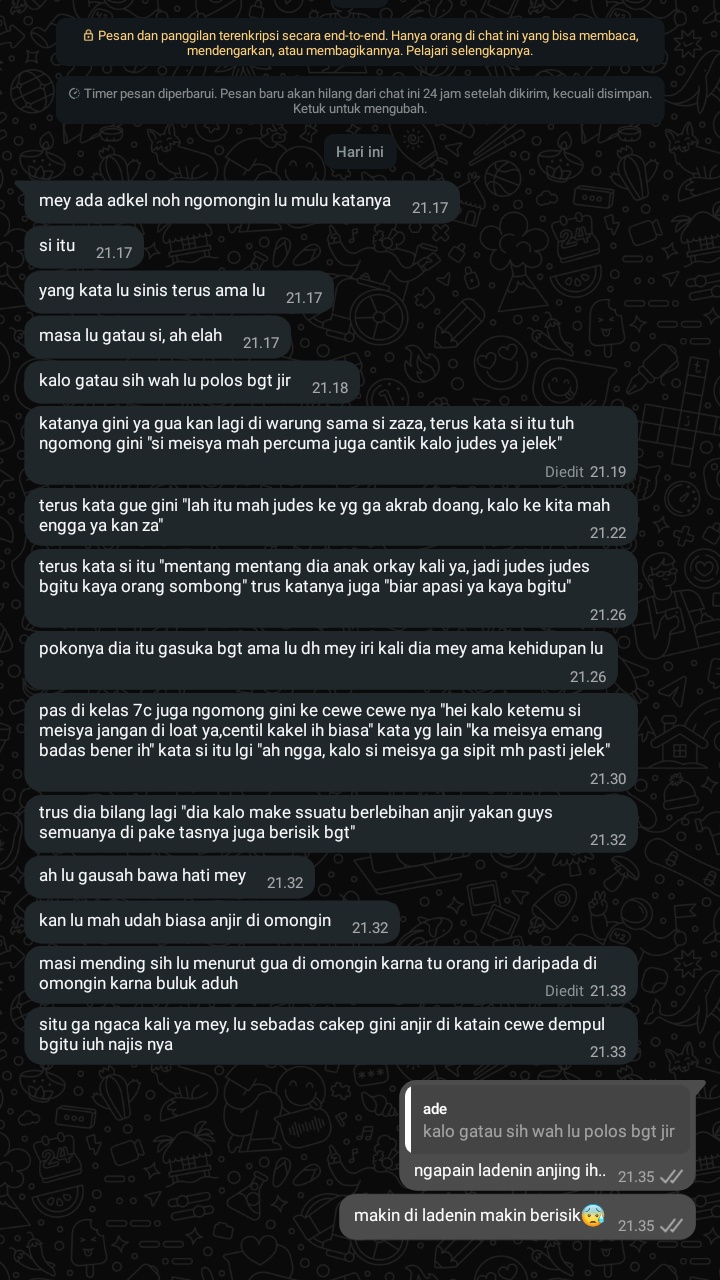 Pesan dan panggilan terenkripsi secara end-to-end. Hanya orang di chat ini yang bisa membaca,
mendengarkan, atau membagikannya. Pelajari selengkapnya.
Timer pesan diperbarui. Pesan baru akan hilang dari chat ini 24 jam setelah dikirim, kecuali disimpan.
Ketuk untuk mengubah.
Hari ini
mey ada adkel noh ngomongin lu mulu katanya 21.17
si itu 21.17
yang kata lu sinis terus ama lu 21.17
masa lu gatau si, ah elah 21.17
kalo gatau sih wah lu polos bgt jir 21.18
katanya gini ya gua kan lagi di warung sama si zaza, terus kata si itu tuh
ngomong gini "si meisya mah percuma juga cantik kalo judes ya jelek"
Diedit 21.19
terus kata gue gini "lah itu mah judes ke yg ga akrab doang, kalo ke kita mah
engga ya kan za" 21.22
terus kata si itu "mentang mentang dia anak orkay kali ya, jadi judes judes
bgitu kaya orang sombong" trus katanya juga "biar apasi ya kaya bgitu"
21.26
pokonya dia itu gasuka bgt ama lu dh mey iri kali dia mey ama kehidupan lu
21.26
pas di kelas 7c juga ngomong gini ke cewe cewe nya "hei kalo ketemu si
meisya jangan di loat ya,centil kakel ih biasa" kata yg lain "ka meisya emang
badas bener ih" kata si itu lgi "ah ngga, kalo si meisya ga sipit mh pasti jelek"
21.30
trus dia bilang lagi "dia kalo make ssuatu berlebihan anjir yakan guys
semuanya di pake tasnya juga berisik bgt" 21.32
ah lu gausah bawa hati mey 21.32
kan lu mah udah biasa anjir di omongin 21.32
masi mending sih lu menurut gua di omongin karna tu orang iri daripada di
omongin karna buluk aduh Diedit 21.33
situ ga ngaca kali ya mey, lu sebadas cakep gini anjir di katain cewe dempul
bgitu iuh najis nya 21.33
ade
kalo gatau sih wah lu polos bgt jir
ngapain ladenin anjing ih.. 21.35
makin di ladenin makin berisik😰 21.35